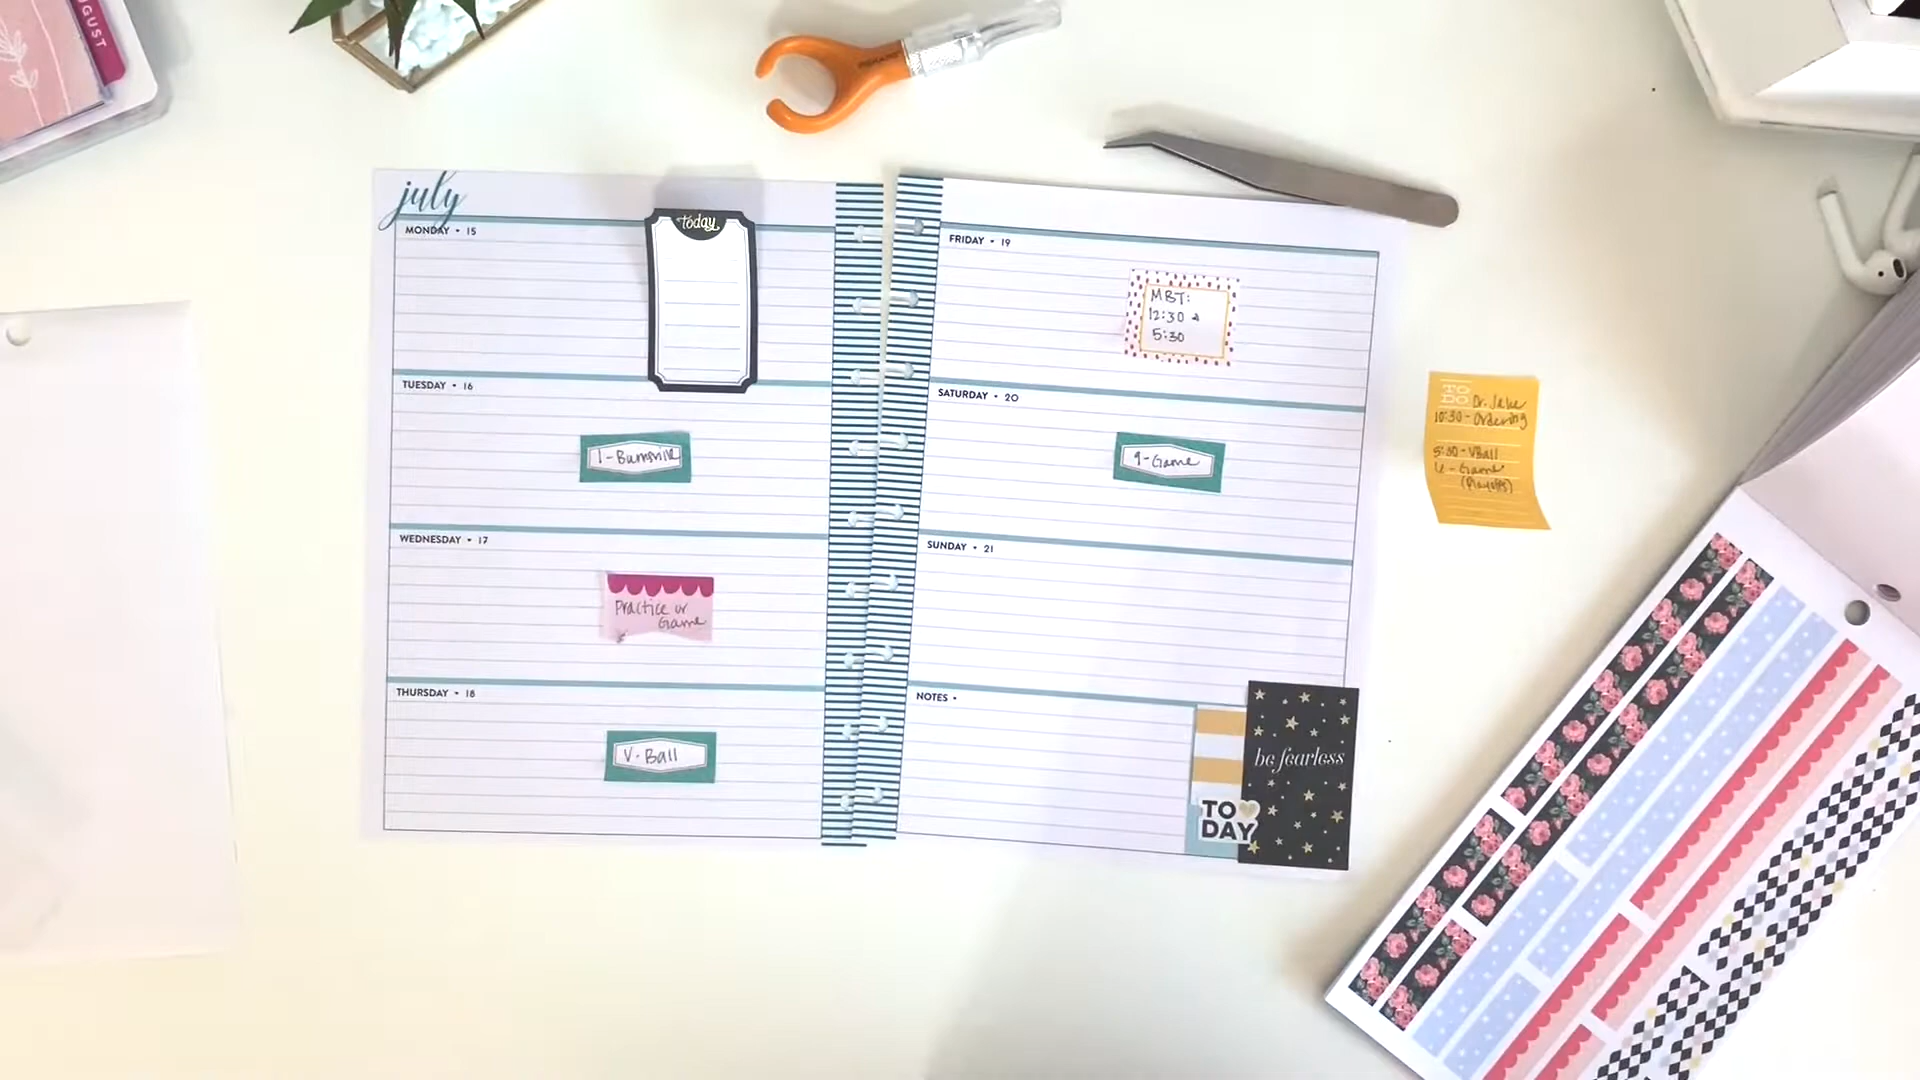 AUGUST
july
MONDAY • 15
today
TUESDAY • 16
1-Burnsville
WEDNESDAY • 17
Practice or
Game
THURSDAY • 18
V-Ball
FRIDAY • 19
MBT:
12:30 &
5:30
SATURDAY • 20
9-Game
SUNDAY • 21
NOTES •
be fearless
TO
DAY
TO
DO
Dr. Jake
10:30- Ordering
5:30-VBall
6-Game
(Playoffs)